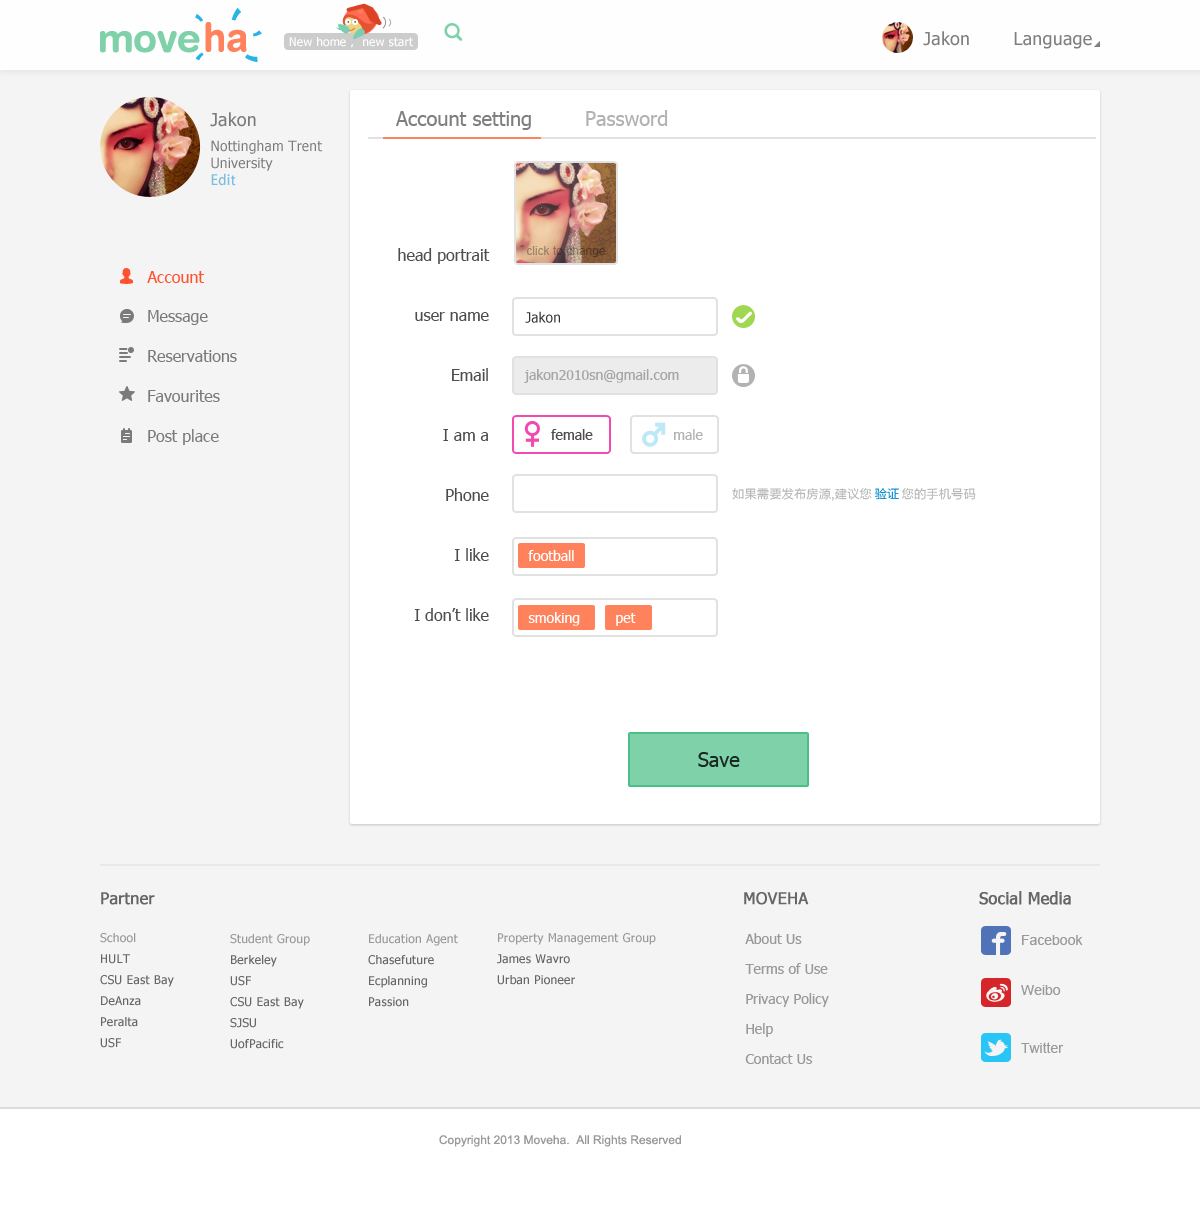 moveha
New home , new start
Jakon
Language
Jakon
Nottingham Trent
University
Edit
Account
Message
Reservations
Favourites
Post place
Account setting
Password
head portrait
click to change.
user name
Jakon
Email
jakon2010sn@gmail.com
I am a
female
male
Phone
如果需要发布房源,建议您 验证 您的手机号码
I like
football
I don’t like
smoking
pet
Save
Partner
School
HULT
CSU East Bay
DeAnza
Peralta
USF
Student Group
Berkeley
USF
CSU East Bay
SJSU
UofPacific
Education Agent
Chasefuture
Ecplanning
Passion
Property Management Group
James Wavro
Urban Pioneer
MOVEHA
About Us
Terms of Use
Privacy Policy
Help
Contact Us
Social Media
Facebook
Weibo
Twitter
Copyright 2013 Moveha.  All Rights Reserved